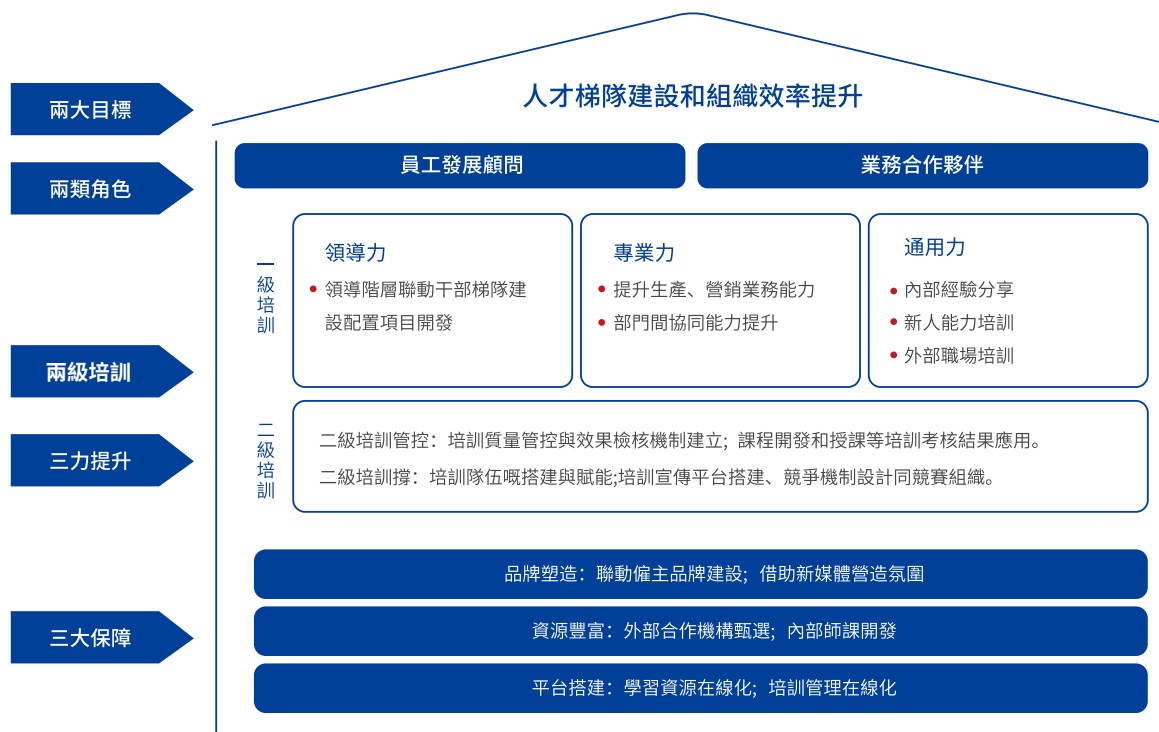 人才梯隊建設和組織效率提升
兩大目標
員工發展顧問
業務合作夥伴
兩類角色
一級培訓
領導力
領導階層聯動干部梯隊建
設配置項目開發
專業力
提升生產、營銷業務能力
部門間協同能力提升
通用力
內部經驗分享
新人能力培訓
外部職場培訓
兩級培訓
二級培訓
二級培訓管控：培訓質量管控與效果檢核機制建立；課程開發和授課等培訓考核結果應用。
二級培訓撐：培訓隊伍嘅搭建與賦能;培訓宣傳平台搭建、競爭機制設計同競賽組織。
三力提升
品牌塑造：聯動僱主品牌建設；借助新媒體營造氛圍
三大保障
資源豐富：外部合作機構甄選；內部師課開發
平台搭建：學習資源在線化；培訓管理在線化